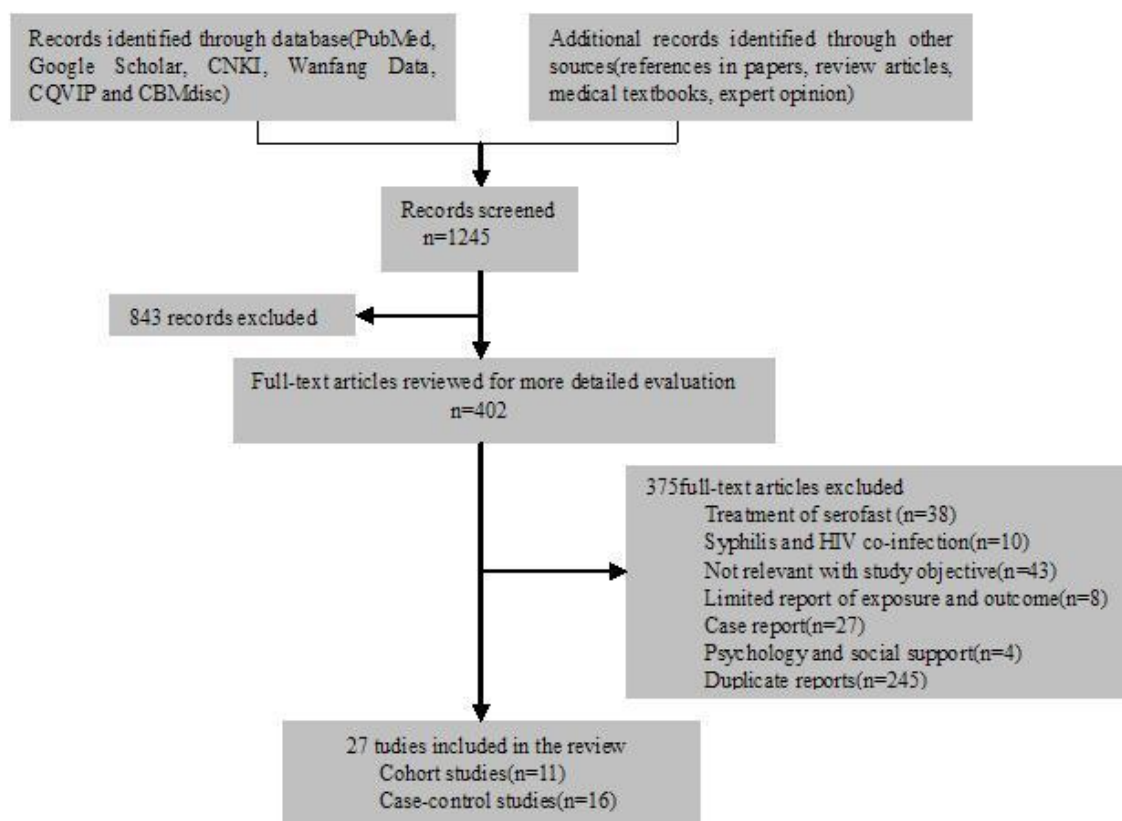 Records identified through database(PubMed,
Google Scholar, CNKI, Wanfang Data,
CQVIP and CBMdisc)
Additional records identified through other
sources(references in papers, review articles,
medical textbooks, expert opinion)
Records screened
n=1245
843 records excluded
Full-text articles reviewed for more detailed evaluation
n=402
375full-text articles excluded
Treatment of serofast (n=38)
Syphilis and HIV co-infection(n=10)
Not relevant with study objective(n=43)
Limited report of exposure and outcome(n=8)
Case report(n=27)
Psychology and social support(n=4)
Duplicate reports(n=245)
27 tudies included in the review
Cohort studies(n=11)
Case-control studies(n=16)